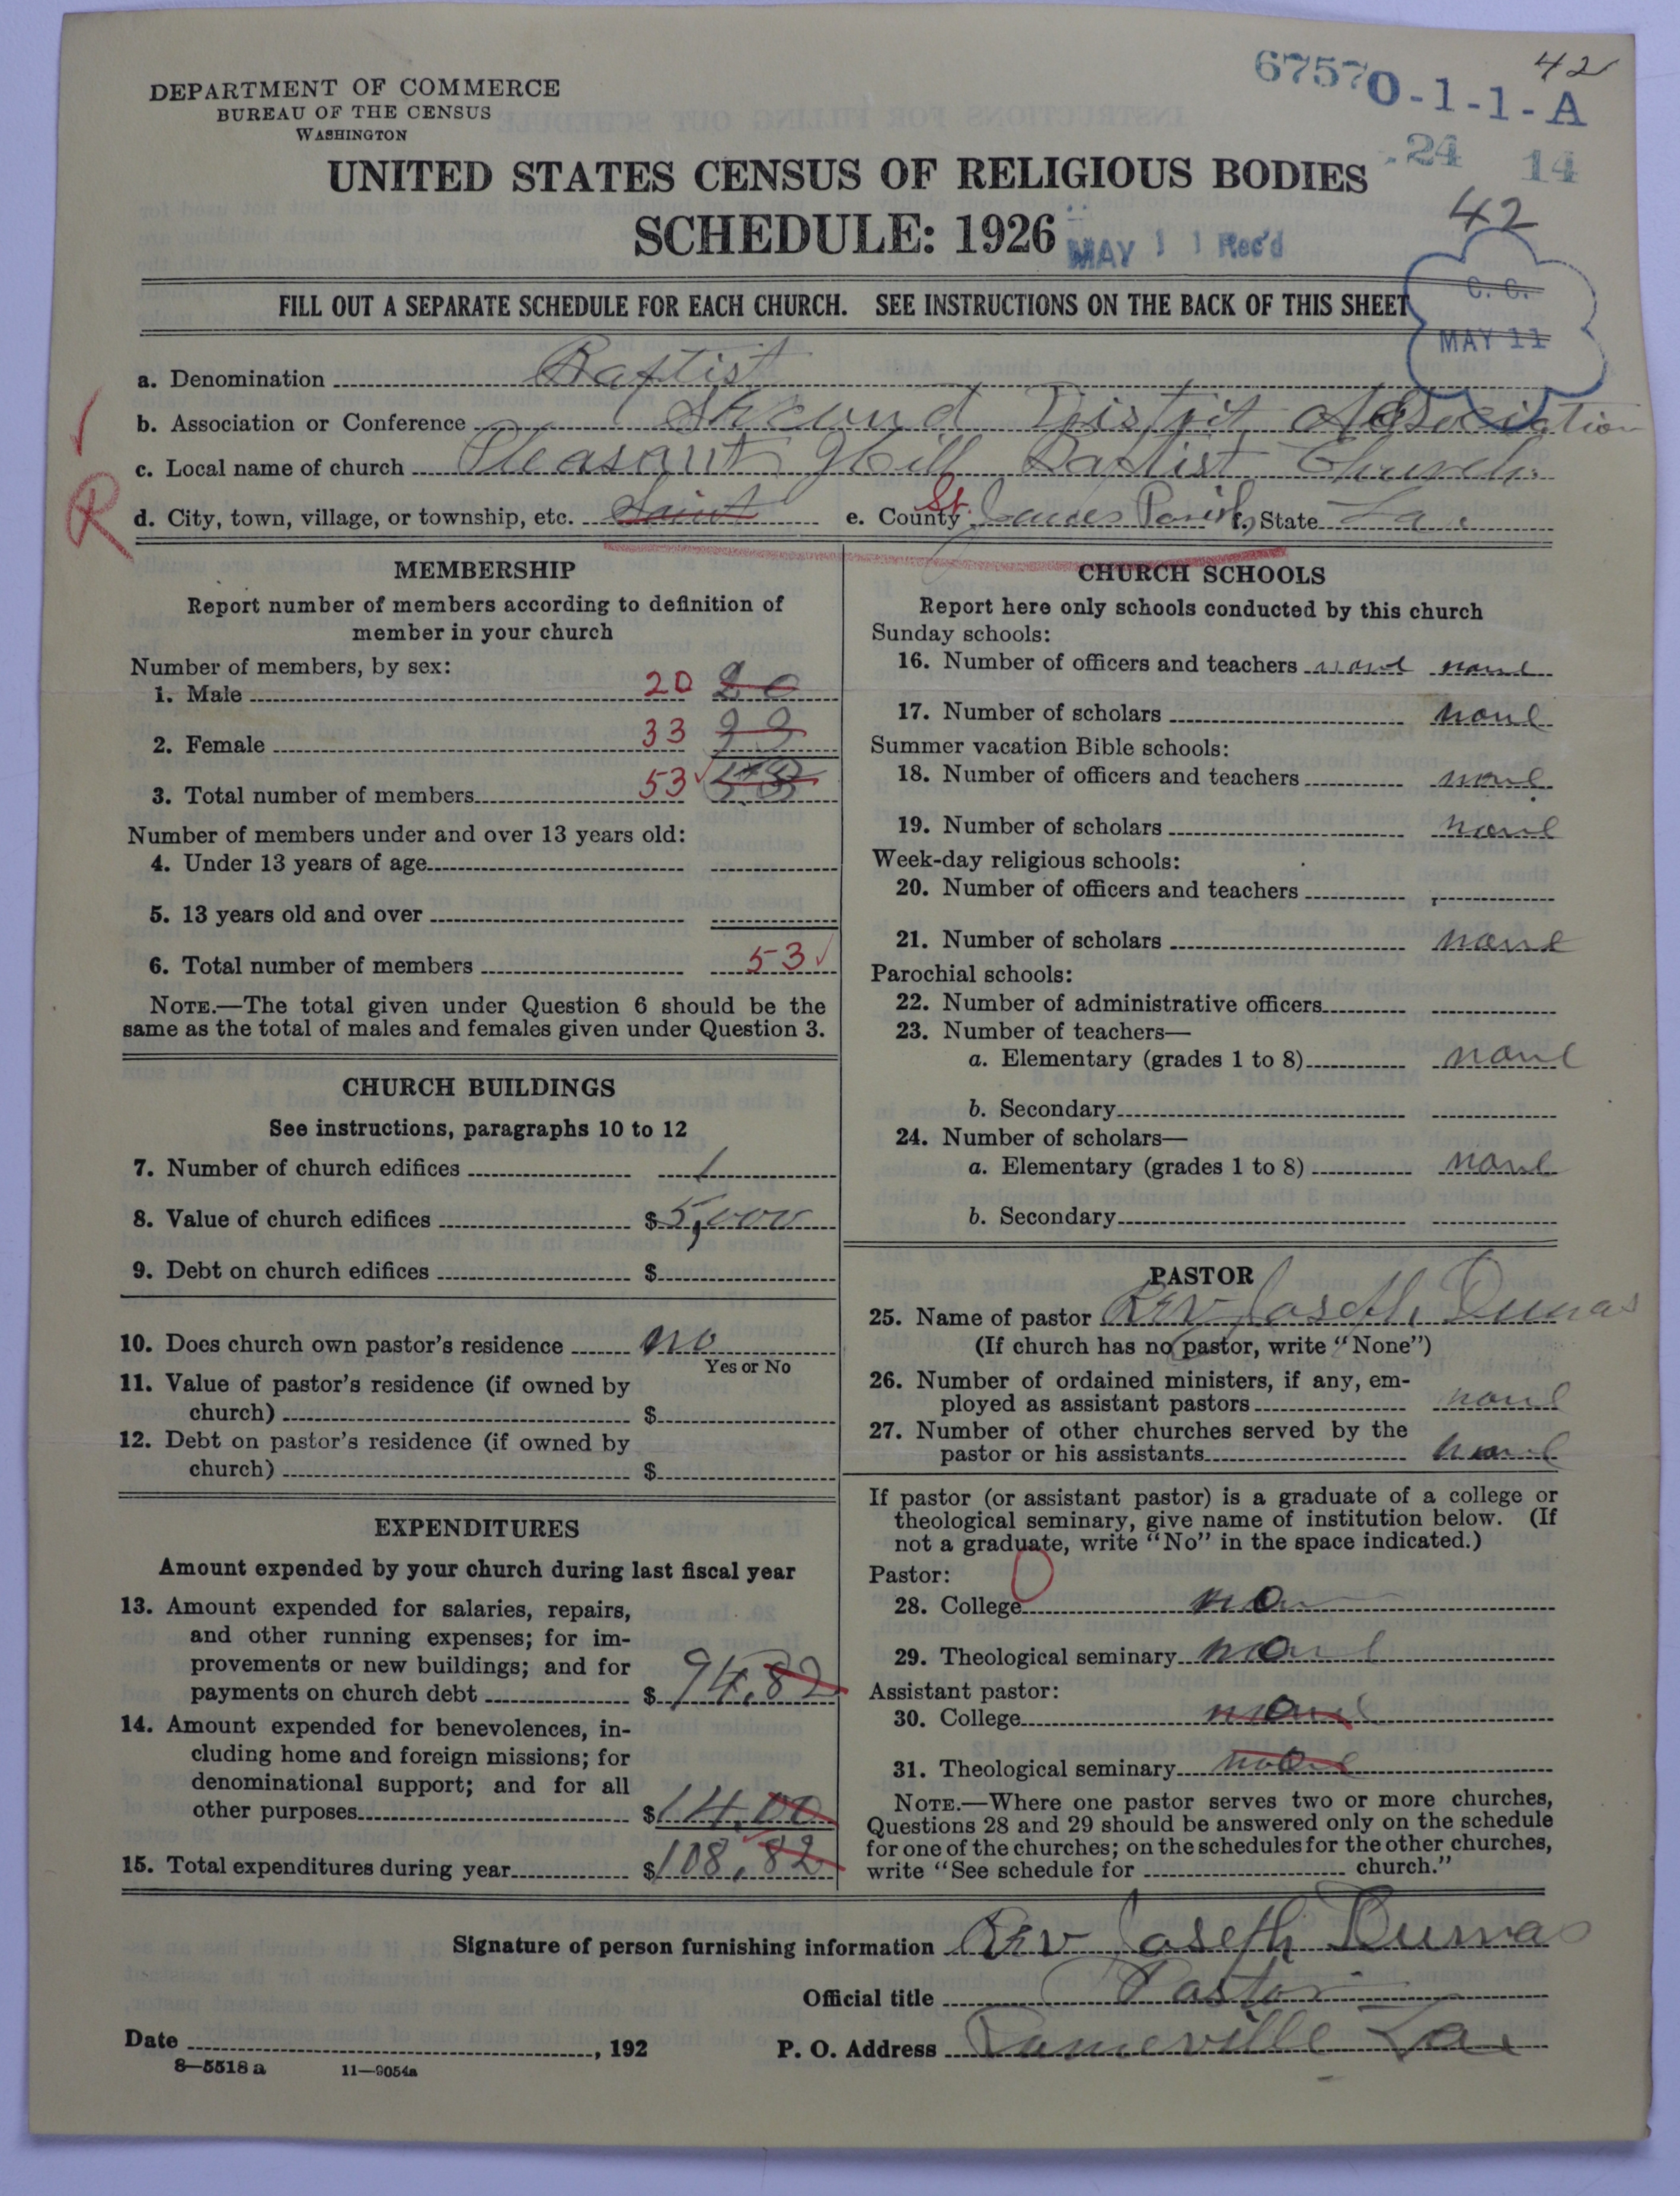 42
67570-1-1-A
DEPARTMENT OF COMMERCE
BUREAU OF THE CENSUS
WASHINGTON
24 14
UNITED STATES CENSUS OF RELIGIOUS BODIES
42
SCHEDULE: 1926
MAY 11 Rec'd
C. C.
MAY 11
FILL OUT A SEPARATE SCHEDULE FOR EACH CHURCH. SEE INSTRUCTIONS ON THE BACK OF THIS SHEET
a. Denomination Baptist
b. Association or Conference Second Distrit Association
c. Local name of church Pleasant Hill Baptist Church
R
d. City, town, village, or township, etc. Saint e. County St. James Parish, f. State La.
MEMBERSHIP
Report number of members according to definition of
member in your church
Number of members, by sex:
1. Male 20 20
2. Female 33 33
3. Total number of members 53 53
Number of members under and over 13 years old:
4. Under 13 years of age
5. 13 years old and over
6. Total number of members 53
NOTE.—The total given under Question 6 should be the
same as the total of males and females given under Question 3.
CHURCH BUILDINGS
See instructions, paragraphs 10 to 12
7. Number of church edifices 1
8. Value of church edifices $5,000
9. Debt on church edifices $
10. Does church own pastor's residence no
Yes or No
11. Value of pastor's residence (if owned by
church) $
12. Debt on pastor's residence (if owned by
church) $
EXPENDITURES
Amount expended by your church during last fiscal year
13. Amount expended for salaries, repairs,
and other running expenses; for im-
provements or new buildings; and for
payments on church debt $ 94.82
14. Amount expended for benevolences, in-
cluding home and foreign missions; for
denominational support; and for all
other purposes $14.00
15. Total expenditures during year $108.82
CHURCH SCHOOLS
Report here only schools conducted by this church
Sunday schools:
16. Number of officers and teachers none none
17. Number of scholars none
Summer vacation Bible schools:
18. Number of officers and teachers none
19. Number of scholars none
Week-day religious schools:
20. Number of officers and teachers
21. Number of scholars none
Parochial schools:
22. Number of administrative officers
23. Number of teachers—
a. Elementary (grades 1 to 8) none
b. Secondary
24. Number of scholars—
a. Elementary (grades 1 to 8) none
b. Secondary
PASTOR
25. Name of pastor Rev Joseph Dumas
(If church has no pastor, write "None")
26. Number of ordained ministers, if any, em-
ployed as assistant pastors none
27. Number of other churches served by the
pastor or his assistants none
If pastor (or assistant pastor) is a graduate of a college or
theological seminary, give name of institution below. (If
not a graduate, write "No" in the space indicated.)
Pastor:
28. College no
29. Theological seminary none
Assistant pastor:
30. College none
31. Theological seminary none
NOTE.—Where one pastor serves two or more churches,
Questions 28 and 29 should be answered only on the schedule
for one of the churches; on the schedules for the other churches,
write "See schedule for church."
Signature of person furnishing information Rev Joseph Dumas
Official title Pastor
Date , 192 P. O. Address Romeville La
8—5518 a 11—9054a